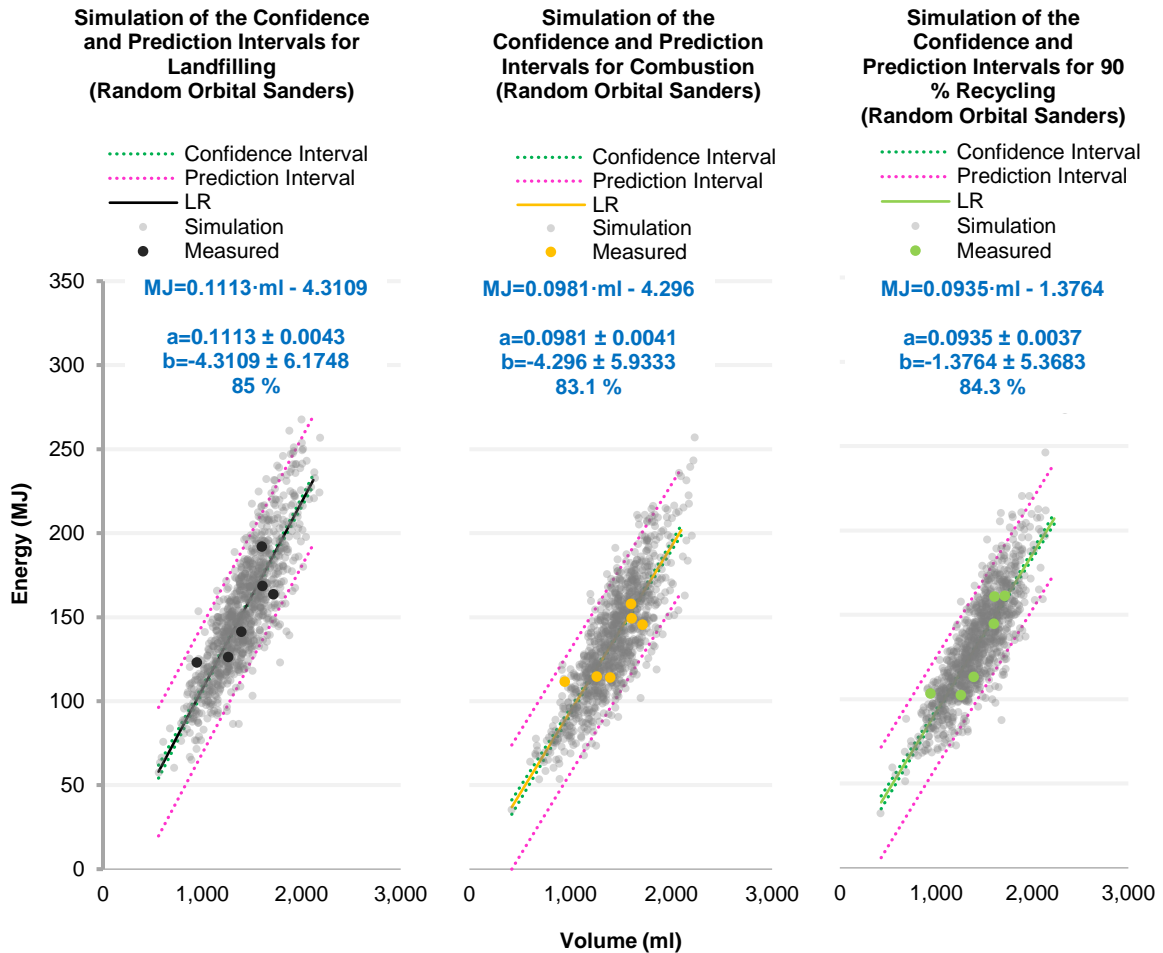 Simulation of the Confidence
and Prediction Intervals for
Landfilling
(Random Orbital Sanders)
Confidence Interval
Prediction Interval
LR
Simulation
Measured
MJ=0.1113·ml - 4.3109
a=0.1113 ± 0.0043
b=-4.3109 ± 6.1748
85 %
Simulation of the
Confidence and Prediction
Intervals for Combustion
(Random Orbital Sanders)
Confidence Interval
Prediction Interval
LR
Simulation
Measured
MJ=0.0981·ml - 4.296
a=0.0981 ± 0.0041
b=-4.296 ± 5.9333
83.1 %
Simulation of the
Confidence and
Prediction Intervals for 90
% Recycling
(Random Orbital Sanders)
Confidence Interval
Prediction Interval
LR
Simulation
Measured
MJ=0.0935·ml - 1.3764
a=0.0935 ± 0.0037
b=-1.3764 ± 5.3683
84.3 %
Energy (MJ)
350
300
250
200
150
100
50
0
0 1,000 2,000 3,000
0 1,000 2,000 3,000
0 1,000 2,000 3,000
Volume (ml)